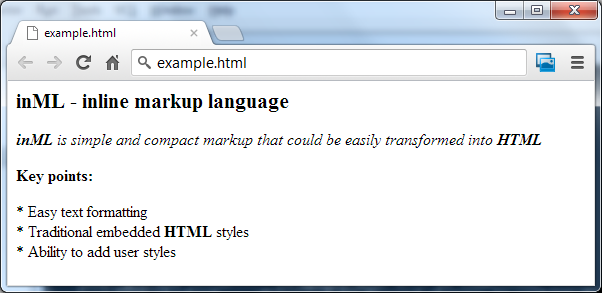 example.html
example.html
inML - inline markup language
inML is simple and compact markup that could be easily transformed into HTML
Key points:
* Easy text formatting
* Traditional embedded HTML styles
* Ability to add user styles